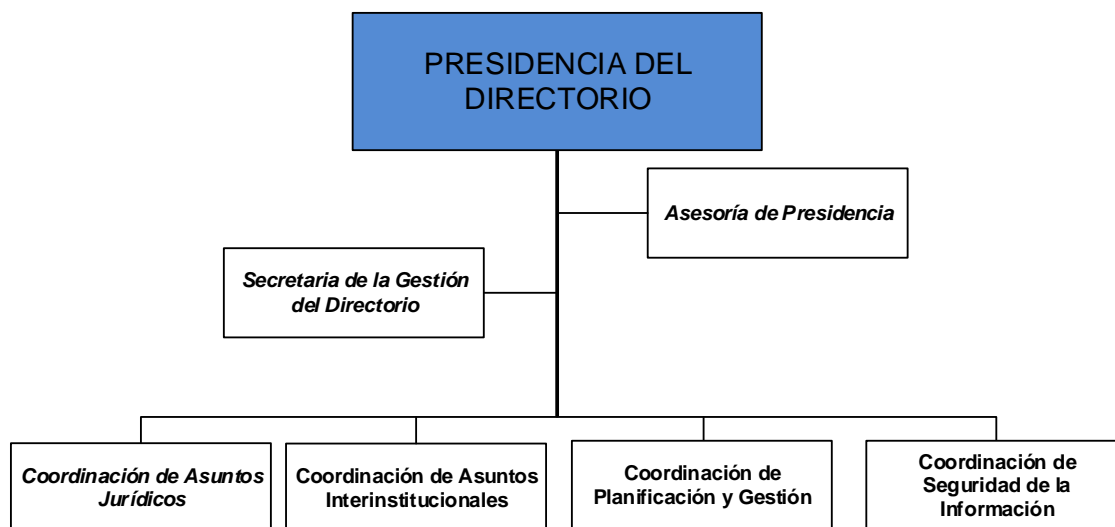 PRESIDENCIA DEL
DIRECTORIO
Asesoría de Presidencia
Secretaria de la Gestión
del Directorio
Coordinación de Asuntos
Jurídicos
Coordinación de Asuntos
Interinstitucionales
Coordinación de
Planificación y Gestión
Coordinación de
Seguridad de la
Información